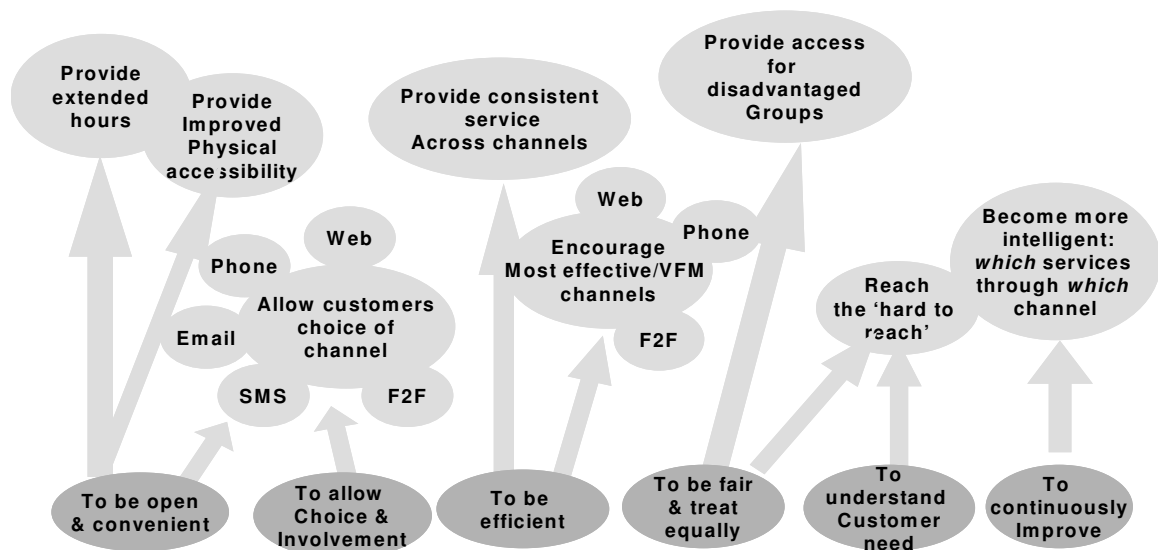 Provide
extended
hours
Provide
Improved
Physical
accessibility
Provide consistent
service
Across channels
Provide access
for
disadvantaged
Groups
Web
Phone
Allow customers
choice of
channel
Email
SMS
F2F
Web
Phone
Encourage
Most effective/VFM
channels
F2F
Reach
the ‘hard to
reach’
Become more
intelligent:
which services
through which
channel
To be open
& convenient
To allow
Choice &
Involvement
To be
efficient
To be fair
& treat
equally
To
understand
Customer
need
To
continuously
Improve